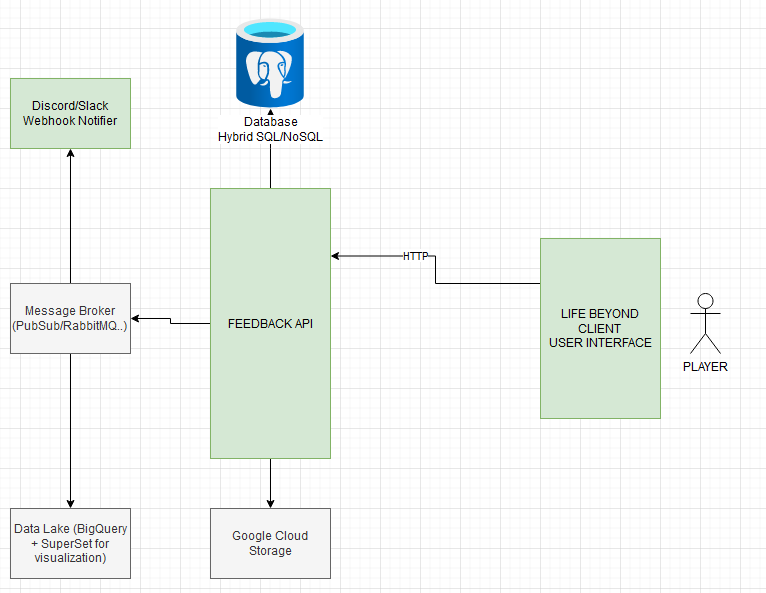 Discord/Slack
Webhook Notifier
Database
Hybrid SQL/NoSQL
Message Broker
(PubSub/RabbitMQ..)
FEEDBACK API
HTTP
LIFE BEYOND
CLIENT
USER INTERFACE
PLAYER
Data Lake (BigQuery
+ SuperSet for
visualization)
Google Cloud
Storage